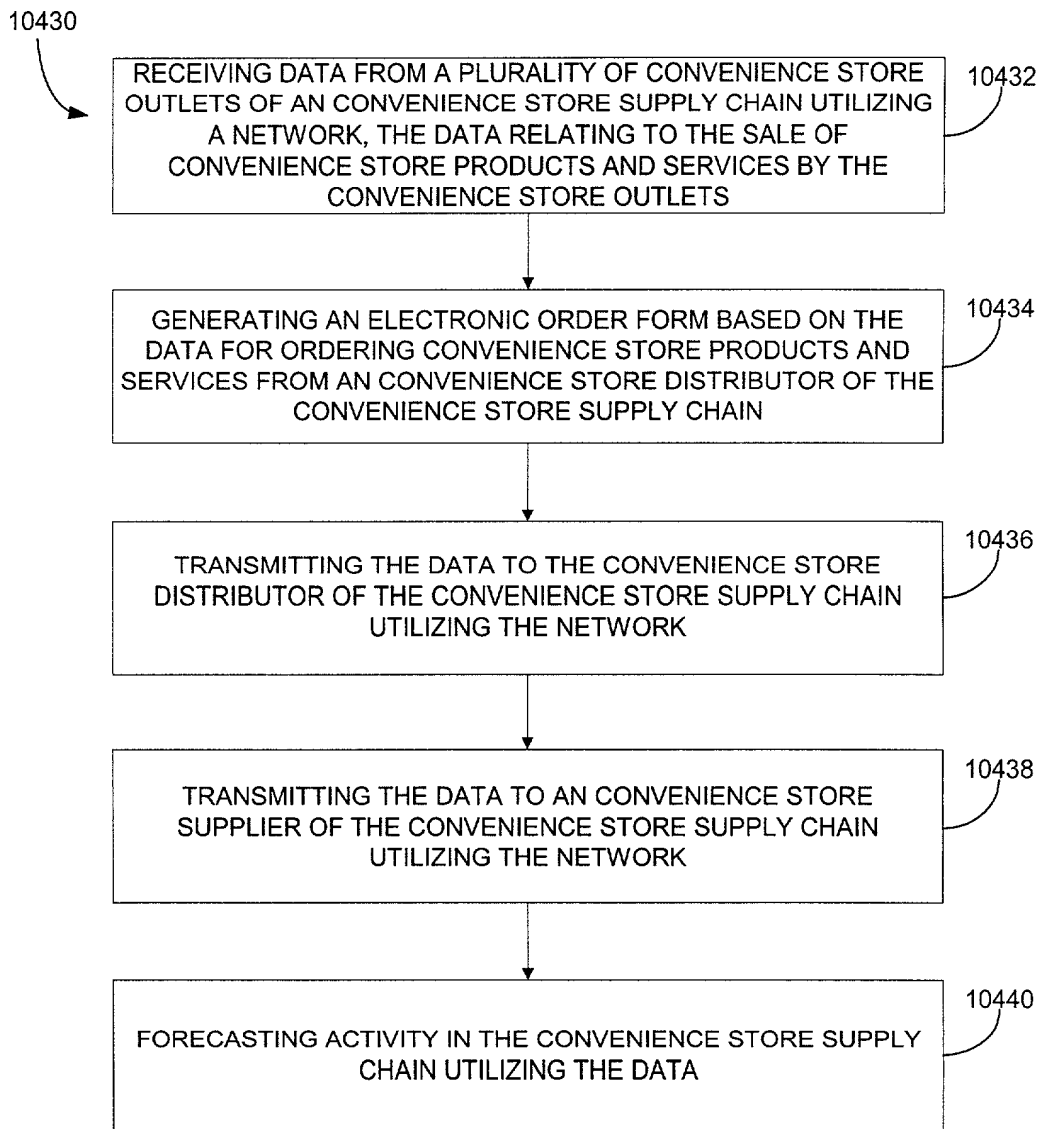 10430
RECEIVING DATA FROM A PLURALITY OF CONVENIENCE STORE
OUTLETS OF AN CONVENIENCE STORE SUPPLY CHAIN UTILIZING
A NETWORK, THE DATA RELATING TO THE SALE OF
CONVENIENCE STORE PRODUCTS AND SERVICES BY THE
CONVENIENCE STORE OUTLETS
10432
GENERATING AN ELECTRONIC ORDER FORM BASED ON THE
DATA FOR ORDERING CONVENIENCE STORE PRODUCTS AND
SERVICES FROM AN CONVENIENCE STORE DISTRIBUTOR OF THE
CONVENIENCE STORE SUPPLY CHAIN
10434
TRANSMITTING THE DATA TO THE CONVENIENCE STORE
DISTRIBUTOR OF THE CONVENIENCE STORE SUPPLY CHAIN
UTILIZING THE NETWORK
10436
TRANSMITTING THE DATA TO AN CONVENIENCE STORE
SUPPLIER OF THE CONVENIENCE STORE SUPPLY CHAIN
UTILIZING THE NETWORK
10438
FORECASTING ACTIVITY IN THE CONVENIENCE STORE SUPPLY
CHAIN UTILIZING THE DATA
10440